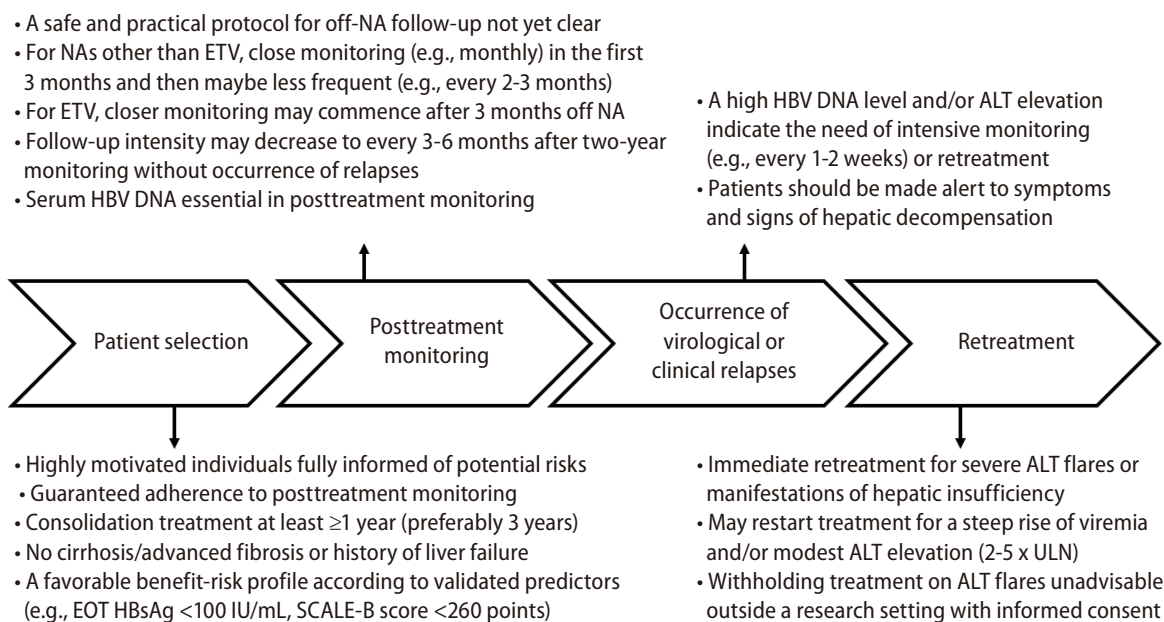 • A safe and practical protocol for off-NA follow-up not yet clear
• For NAs other than ETV, close monitoring (e.g., monthly) in the first
3 months and then maybe less frequent (e.g., every 2-3 months)
• For ETV, closer monitoring may commence after 3 months off NA
• Follow-up intensity may decrease to every 3-6 months after two-year
monitoring without occurrence of relapses
• Serum HBV DNA essential in posttreatment monitoring
• A high HBV DNA level and/or ALT elevation
indicate the need of intensive monitoring
(e.g., every 1-2 weeks) or retreatment
• Patients should be made alert to symptoms
and signs of hepatic decompensation
Patient selection
Posttreatment
monitoring
Occurrence of
virological or
clinical relapses
Retreatment
• Highly motivated individuals fully informed of potential risks
• Guaranteed adherence to posttreatment monitoring
• Consolidation treatment at least ≥1 year (preferably 3 years)
• No cirrhosis/advanced fibrosis or history of liver failure
• A favorable benefit-risk profile according to validated predictors
(e.g., EOT HBsAg <100 IU/mL, SCALE-B score <260 points)
• Immediate retreatment for severe ALT flares or
manifestations of hepatic insufficiency
• May restart treatment for a steep rise of viremia
and/or modest ALT elevation (2-5 x ULN)
• Withholding treatment on ALT flares unadvisable
outside a research setting with informed consent